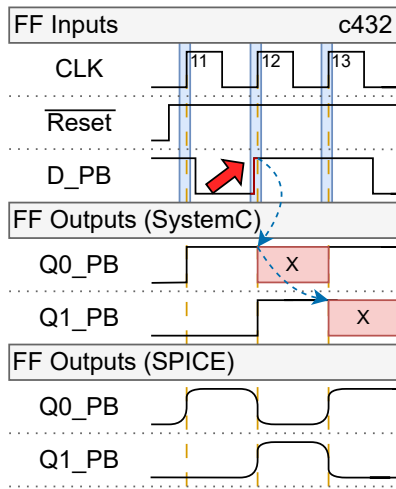 FF Inputs c432
CLK 11 12 13
Reset
D_PB
FF Outputs (SystemC)
Q0_PB X
Q1_PB X
FF Outputs (SPICE)
Q0_PB
Q1_PB